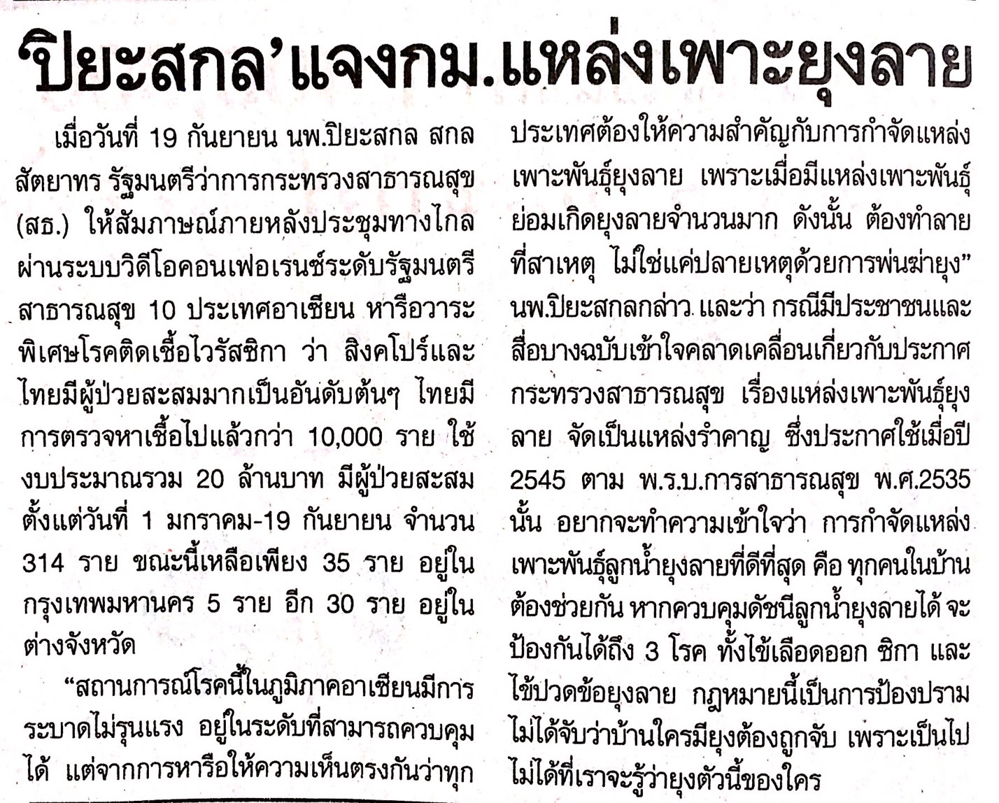 ‘ปิยะสกล’แจงกม.แหล่งเพาะยุงลาย
เมื่อวันที่ 19 กันยายน นพ.ปิยะสกล สกล
สัตยาทร รัฐมนตรีว่าการกระทรวงสาธารณสุข
(สธ.) ให้สัมภาษณ์ภายหลังประชุมทางไกล
ผ่านระบบวิดีโอคอนเฟอเรนซ์ระดับรัฐมนตรี
สาธารณสุข 10 ประเทศอาเซียน หารือวาระ
พิเศษโรคติดเชื้อไวรัสซิกา ว่า สิงคโปร์และ
ไทยมีผู้ป่วยสะสมมากเป็นอันดับต้นๆ ไทยมี
การตรวจหาเชื้อไปแล้วกว่า 10,000 ราย ใช้
งบประมาณรวม 20 ล้านบาท มีผู้ป่วยสะสม
ตั้งแต่วันที่ 1 มกราคม-19 กันยายน จำนวน
314 ราย ขณะนี้เหลือเพียง 35 ราย อยู่ใน
กรุงเทพมหานคร 5 ราย อีก 30 ราย อยู่ใน
ต่างจังหวัด
“สถานการณ์โรคนี้ในภูมิภาคอาเซียนมีการ
ระบาดไม่รุนแรง อยู่ในระดับที่สามารถควบคุม
ได้ แต่จากการหารือให้ความเห็นตรงกันว่าทุก
ประเทศต้องให้ความสำคัญกับการกำจัดแหล่ง
เพาะพันธุ์ยุงลาย เพราะเมื่อมีแหล่งเพาะพันธุ์
ย่อมเกิดยุงลายจำนวนมาก ดังนั้น ต้องทำลาย
ที่สาเหตุ ไม่ใช่แค่ปลายเหตุด้วยการพ่นฆ่ายุง”
นพ.ปิยะสกลกล่าว และว่า กรณีมีประชาชนและ
สื่อบางฉบับเข้าใจคลาดเคลื่อนเกี่ยวกับประกาศ
กระทรวงสาธารณสุข เรื่องแหล่งเพาะพันธุ์ยุง
ลาย จัดเป็นแหล่งรำคาญ ซึ่งประกาศใช้เมื่อปี
2545 ตาม พ.ร.บ.การสาธารณสุข พ.ศ.2535
นั้น อยากจะทำความเข้าใจว่า การกำจัดแหล่ง
เพาะพันธุ์ลูกน้ำยุงลายที่ดีที่สุด คือ ทุกคนในบ้าน
ต้องช่วยกัน หากควบคุมดัชนีลูกน้ำยุงลายได้ จะ
ป้องกันได้ถึง 3 โรค ทั้งไข้เลือดออก ซิกา และ
ไข้ปวดข้อยุงลาย กฎหมายนี้เป็นการป้องปราม
ไม่ได้จับว่าบ้านใครมียุงต้องถูกจับ เพราะเป็นไป
ไม่ได้ที่เราจะรู้ว่ายุงตัวนี้ของใคร